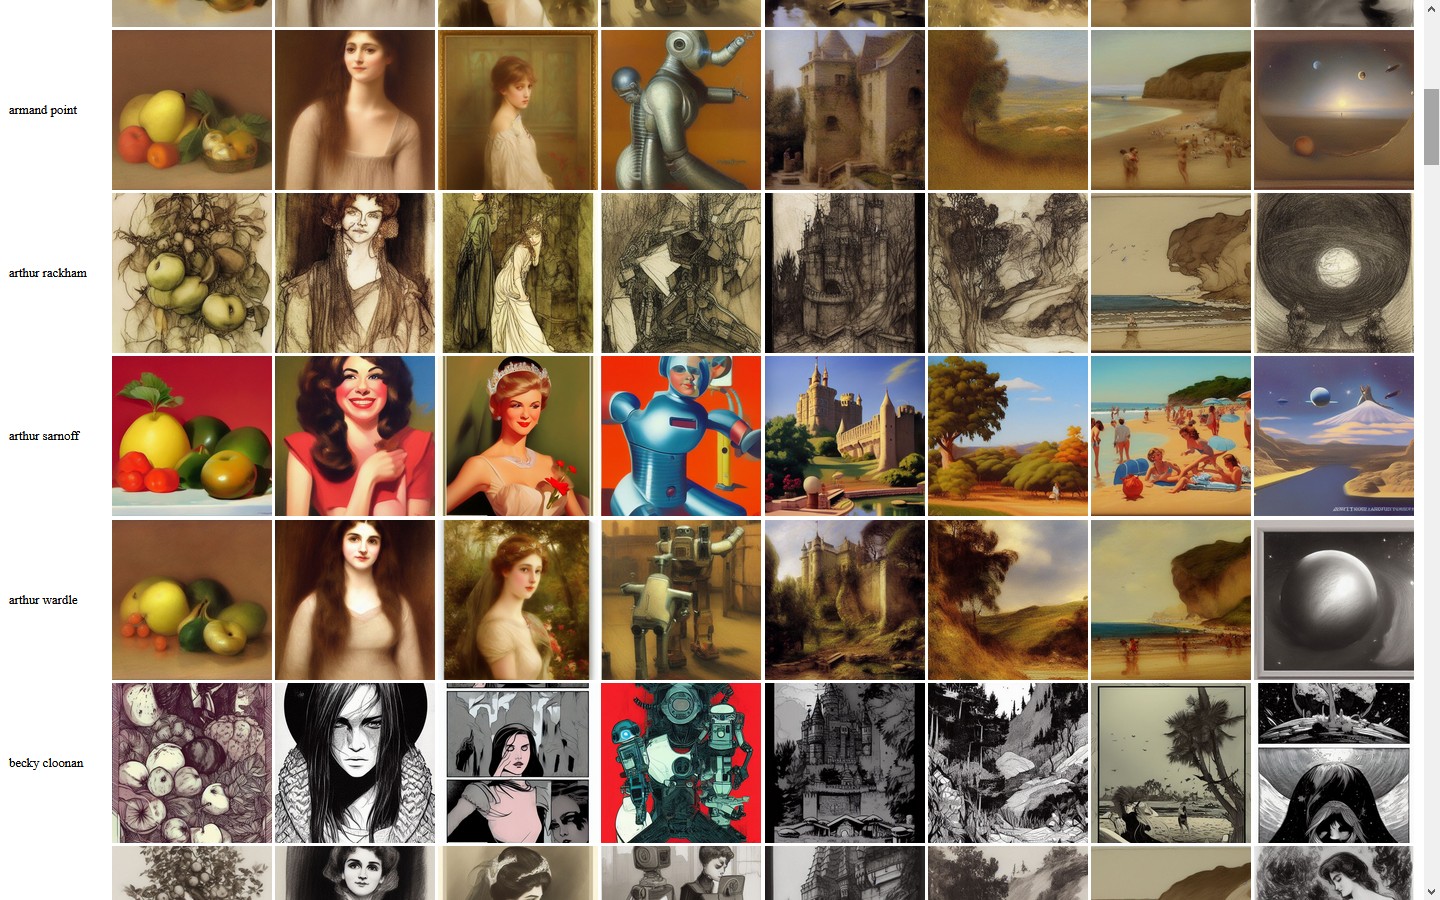 armand point
arthur rackham
arthur sarnoff
arthur wardle
becky cloonan